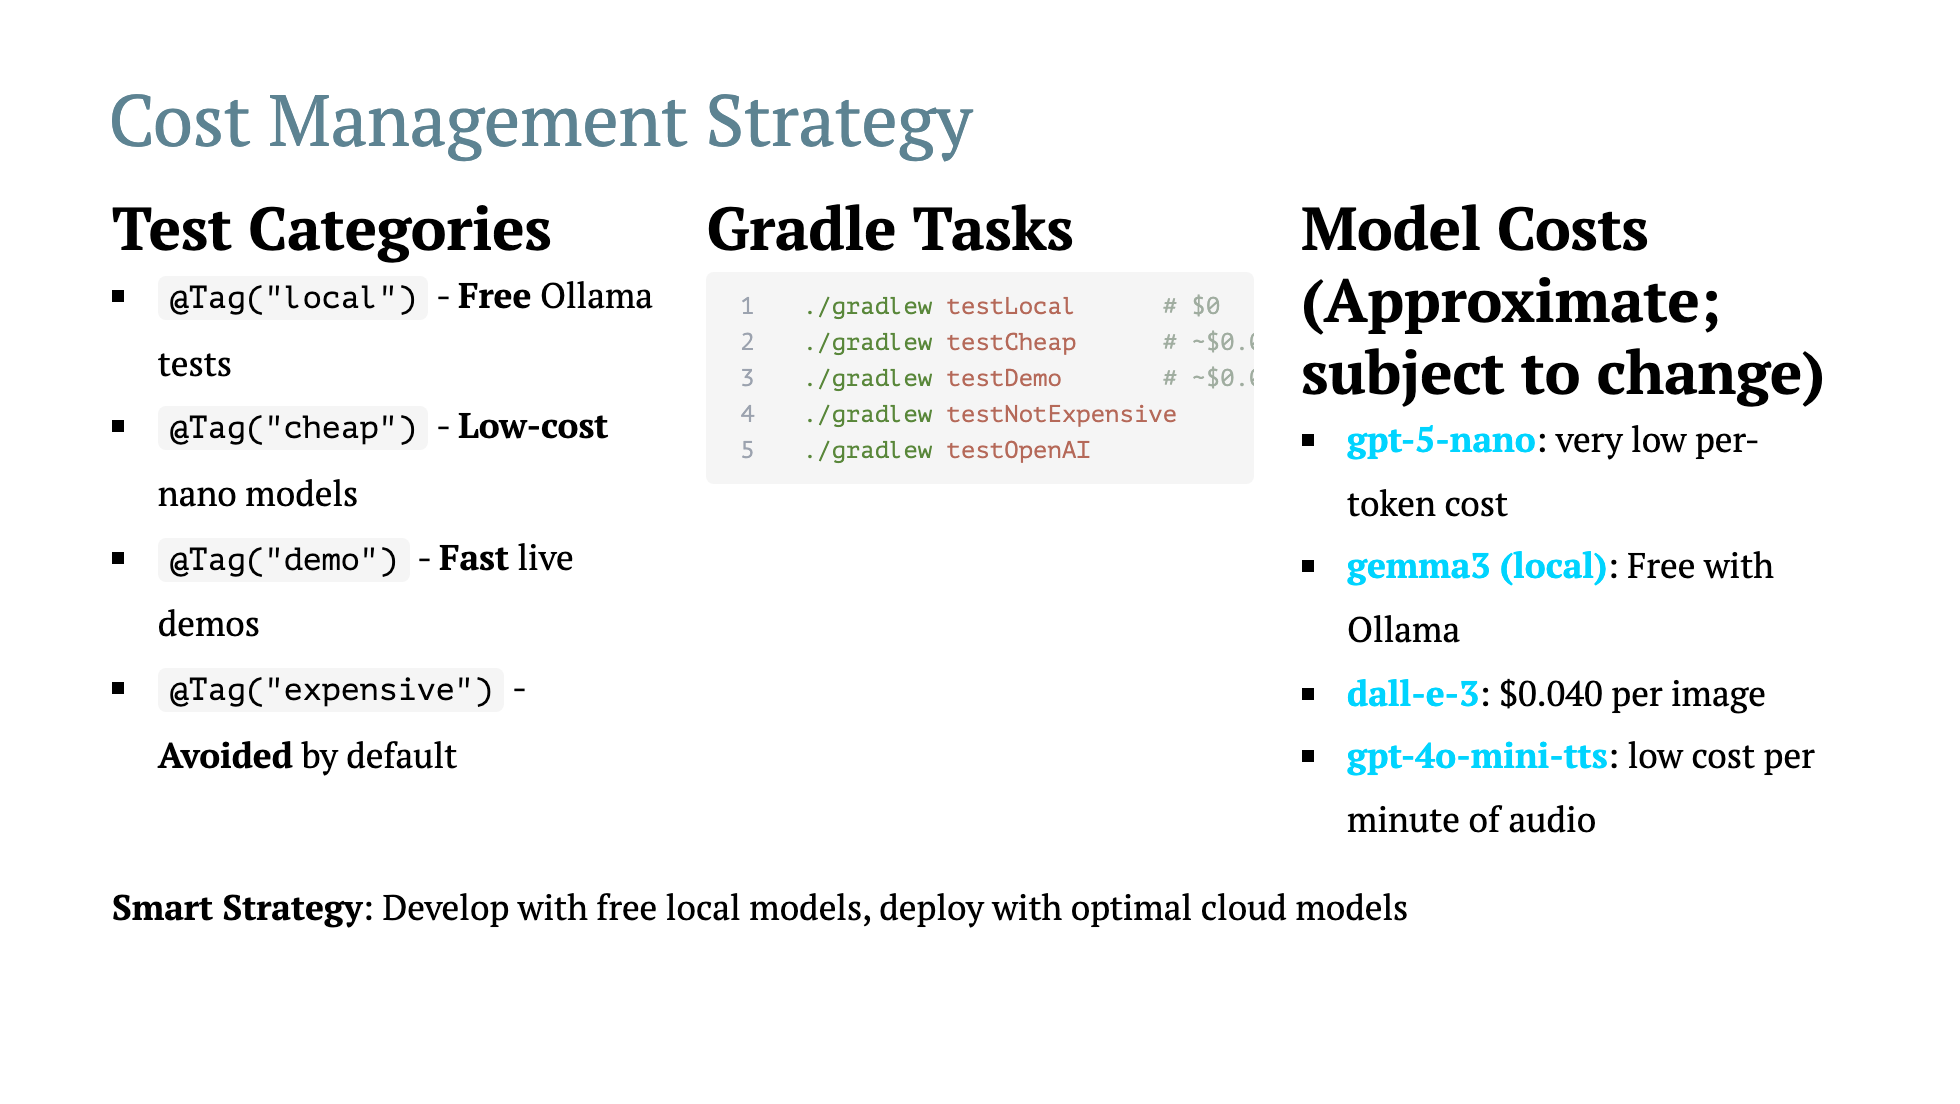 Cost Management Strategy
Test Categories
@Tag("local") - Free Ollama
tests
@Tag("cheap") - Low-cost
nano models
@Tag("demo") - Fast live
demos
@Tag("expensive") -
Avoided by default
Gradle Tasks
1 ./gradlew testLocal # $0
2 ./gradlew testCheap # ~$0.
3 ./gradlew testDemo # ~$0.
4 ./gradlew testNotExpensive
5 ./gradlew testOpenAI
Model Costs
(Approximate;
subject to change)
gpt-5-nano: very low per-
token cost
gemma3 (local): Free with
Ollama
dall-e-3: $0.040 per image
gpt-4o-mini-tts: low cost per
minute of audio
Smart Strategy: Develop with free local models, deploy with optimal cloud models